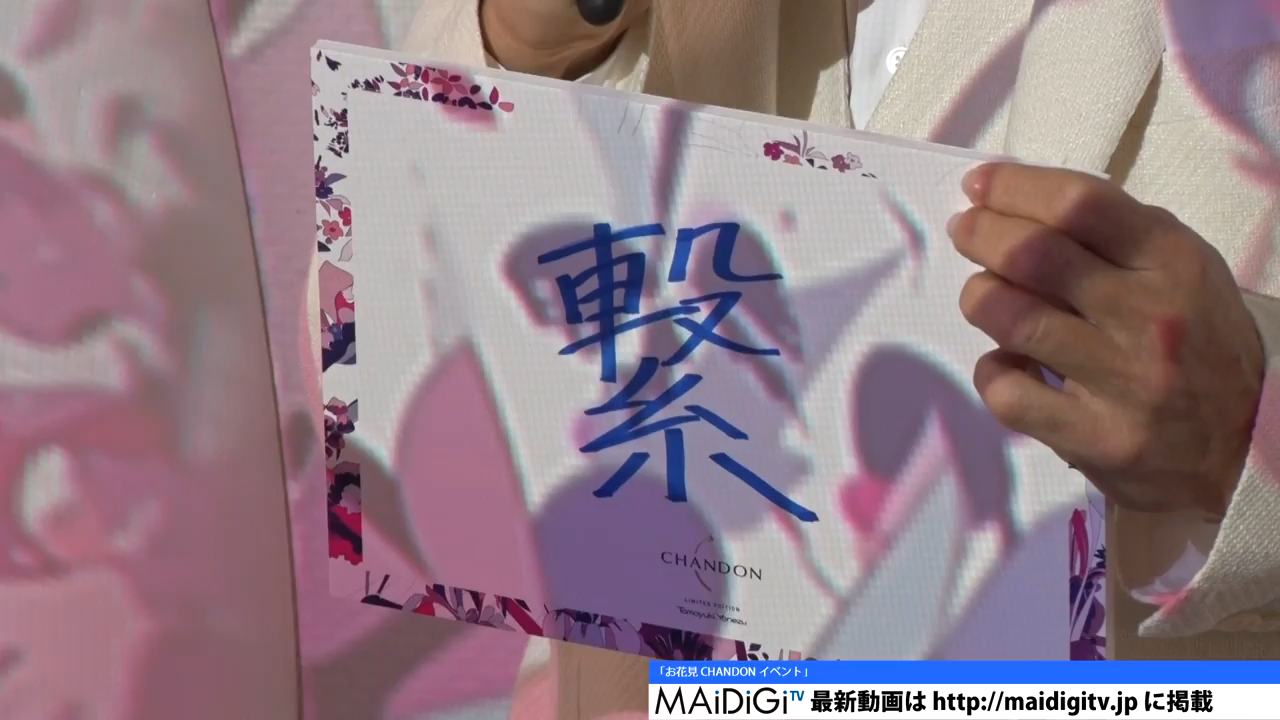 繋
CHANDON
LIMITED EDITION
Tomoyuki Yonezu
「お花見 CHANDON イベント」
MAiDiGiTV 最新動画は http://maidigitv.jp に掲載